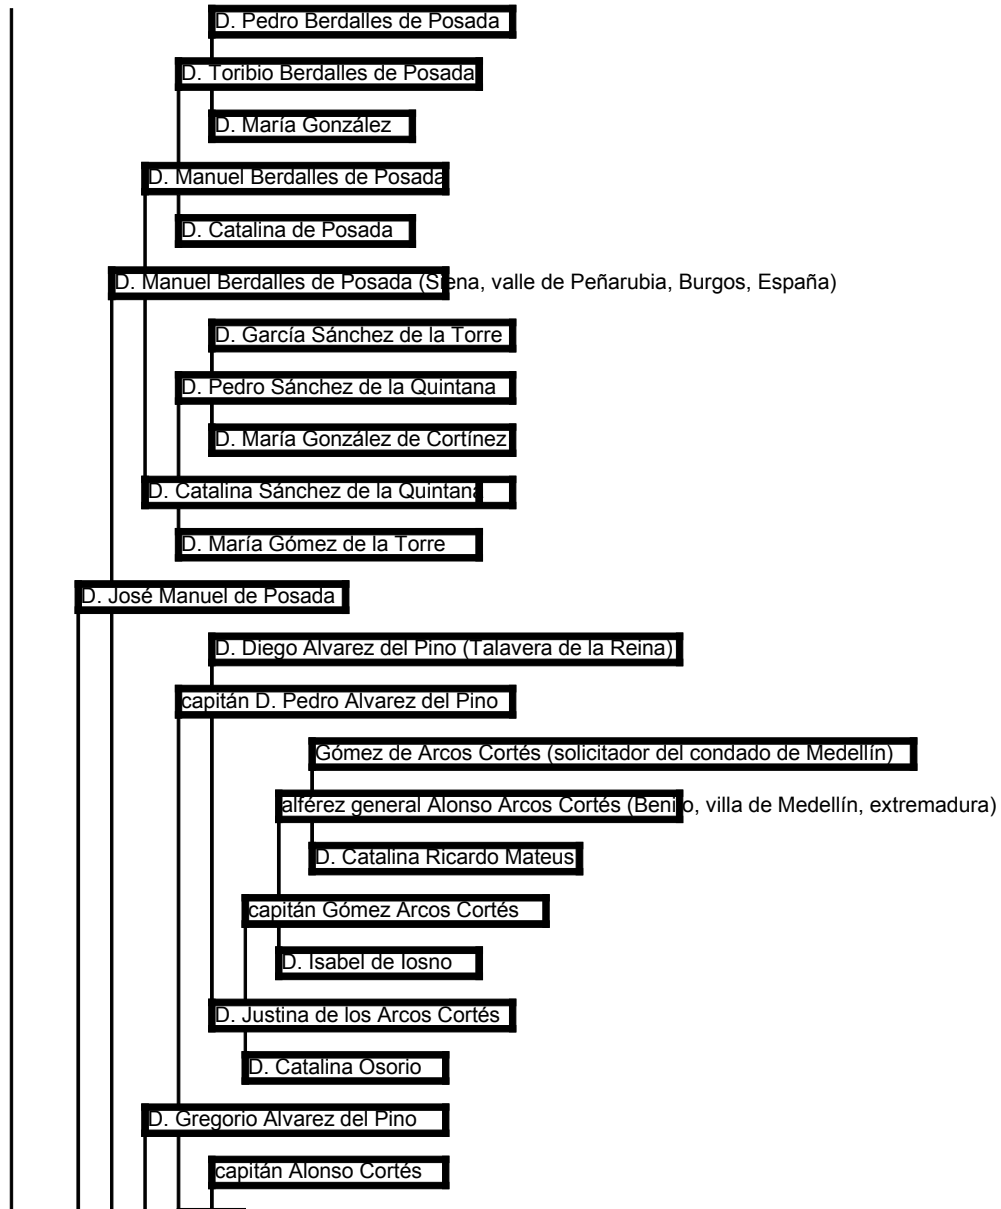 D. Pedro Berdalles de Posada
D. Toribio Berdalles de Posada
D. María González
D. Manuel Berdalles de Posada
D. Catalina de Posada
D. Manuel Berdalles de Posada (Siena, valle de Peñarubia, Burgos, España)
D. García Sánchez de la Torre
D. Pedro Sánchez de la Quintana
D. María González de Cortínez
D. Catalina Sánchez de la Quintana
D. María Gómez de la Torre
D. José Manuel de Posada
D. Diego Alvarez del Pino (Talavera de la Reina)
capitán D. Pedro Alvarez del Pino
Gómez de Arcos Cortés (solicitador del condado de Medellín)
alférez general Alonso Arcos Cortés (Benito, villa de Medellín, extremadura)
D. Catalina Ricardo Mateus
capitán Gómez Arcos Cortés
D. Isabel de Iosno
D. Justina de los Arcos Cortés
D. Catalina Osorio
D. Gregorio Alvarez del Pino
capitán Alonso Cortés